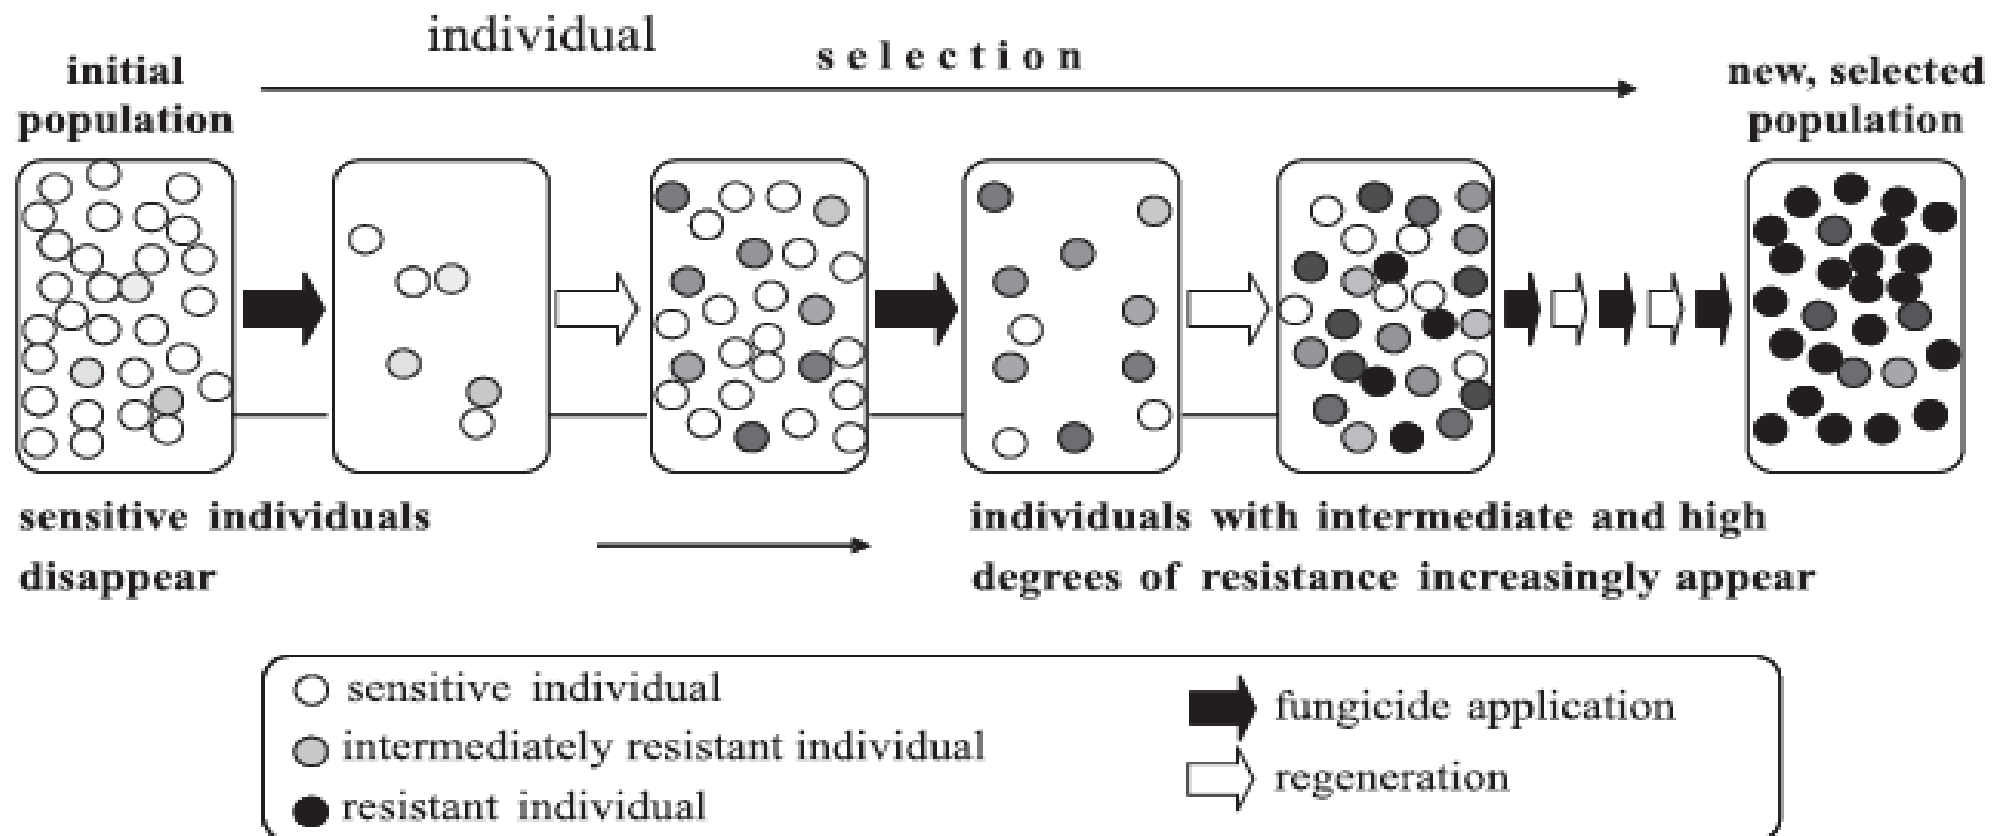 individual
selection
initial
population
new, selected
population
sensitive individuals
disappear
individuals with intermediate and high
degrees of resistance increasingly appear
sensitive individual
intermediately resistant individual
resistant individual
fungicide application
regeneration